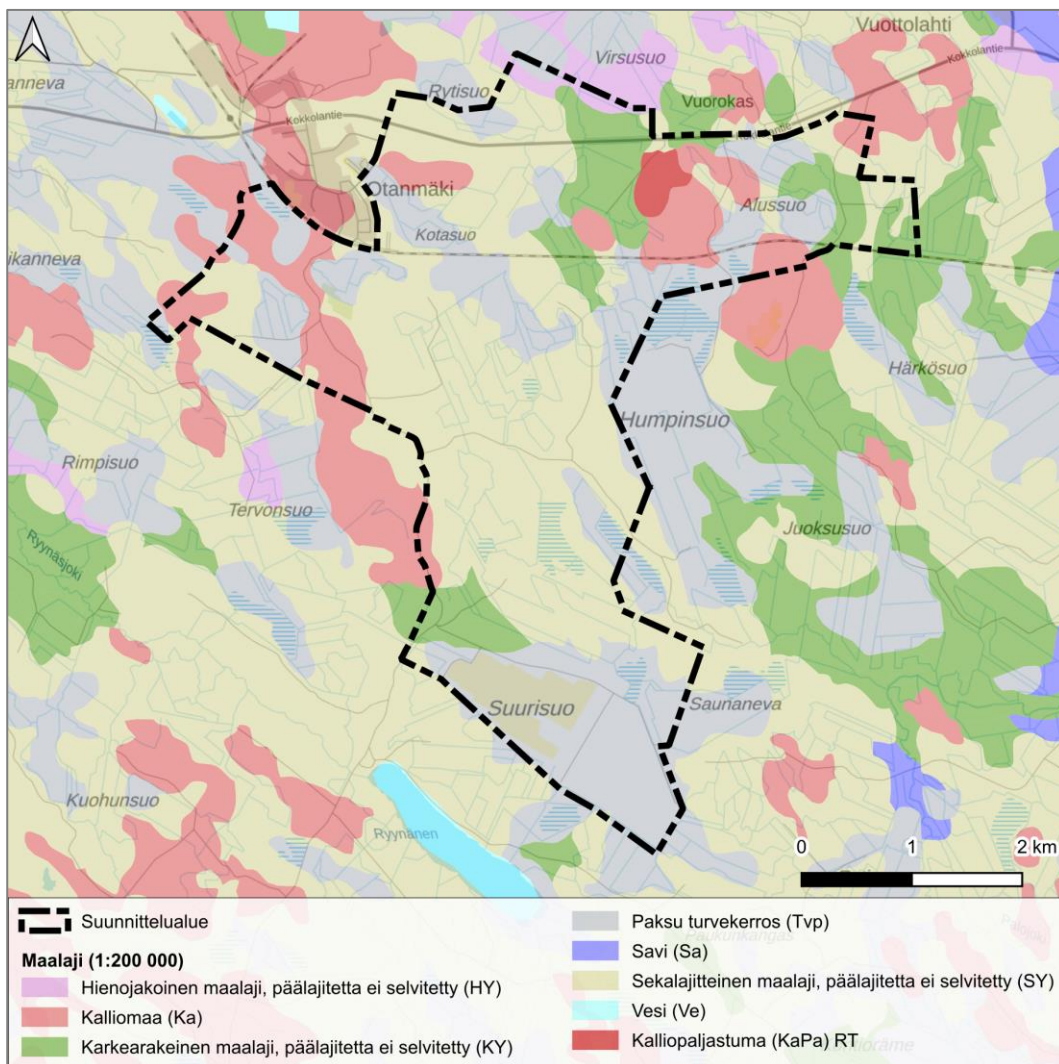 Vuottolahti
Kokkolantie
Virsusuo
anneva
Rytisuo
Vuorokas
Kokkolantie
Otanmäki
Alussuo
Kotasuo
ikanneva
Härkösuo
Humpinsuo
Rimpisuo
Tervonsuo
Juoksusuo
Ryynäsjoki
Suurisuo
Saunaneva
Kuohunsuo
Ryynänen
0 1 2 km
Suunnittelualue
Maalaji (1:200 000)
Hienojakoinen maalaji, päälajitetta ei selvitetty (HY)
Kalliomaa (Ka)
Karkearakeinen maalaji, päälajitetta ei selvitetty (KY)
Paksu turvekerros (Tvp)
Savi (Sa)
Sekalajitteinen maalaji, päälajitetta ei selvitetty (SY)
Vesi (Ve)
Kalliopaljastuma (KaPa) RT
Paukunkangas